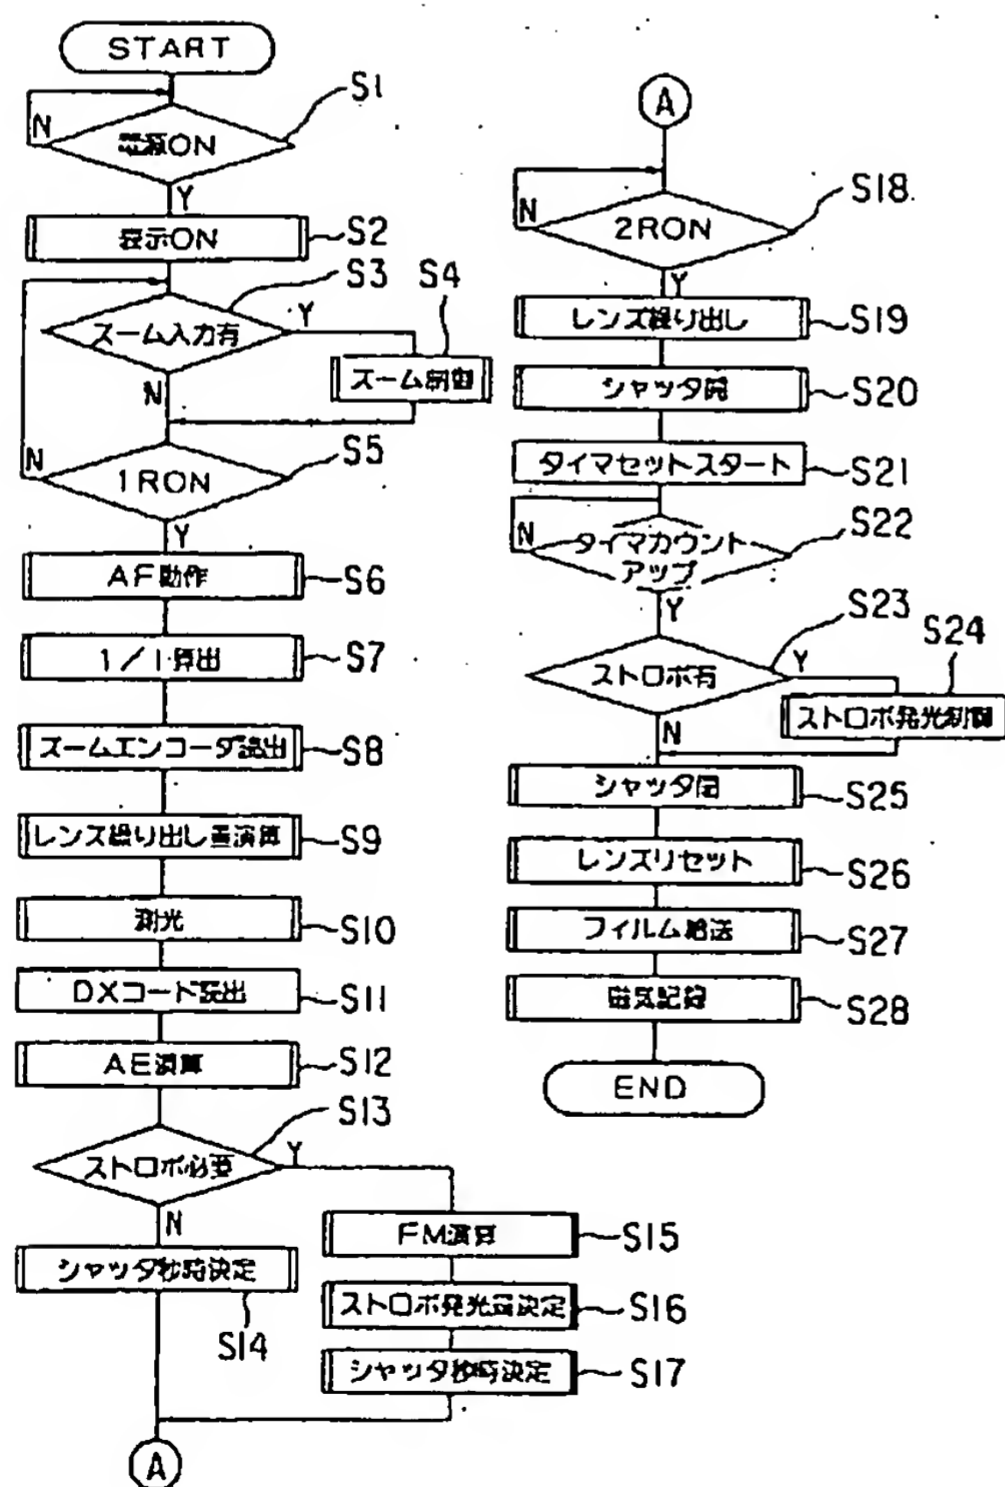 START
S1
N
電源ON
Y
表示ON
S2
S3
ズーム入力有
Y
N
S4
ズーム制御
S5
N
1RON
Y
AF動作
S6
1/l算出
S7
ズームエンコーダ読出
S8
レンズ繰り出し量演算
S9
測光
S10
DXコード読出
S11
AE演算
S12
S13
ストロボ必要
Y
N
シャッタ秒時決定
S14
FM演算
S15
ストロボ発光量決定
S16
シャッタ秒時決定
S17
A
A
S18
N
2RON
Y
レンズ繰り出し
S19
シャッタ開
S20
タイマセットスタート
S21
S22
N
タイマカウント
アップ
Y
S23
ストロボ有
Y
N
S24
ストロボ発光制御
シャッタ閉
S25
レンズリセット
S26
フィルム給送
S27
磁気記録
S28
END